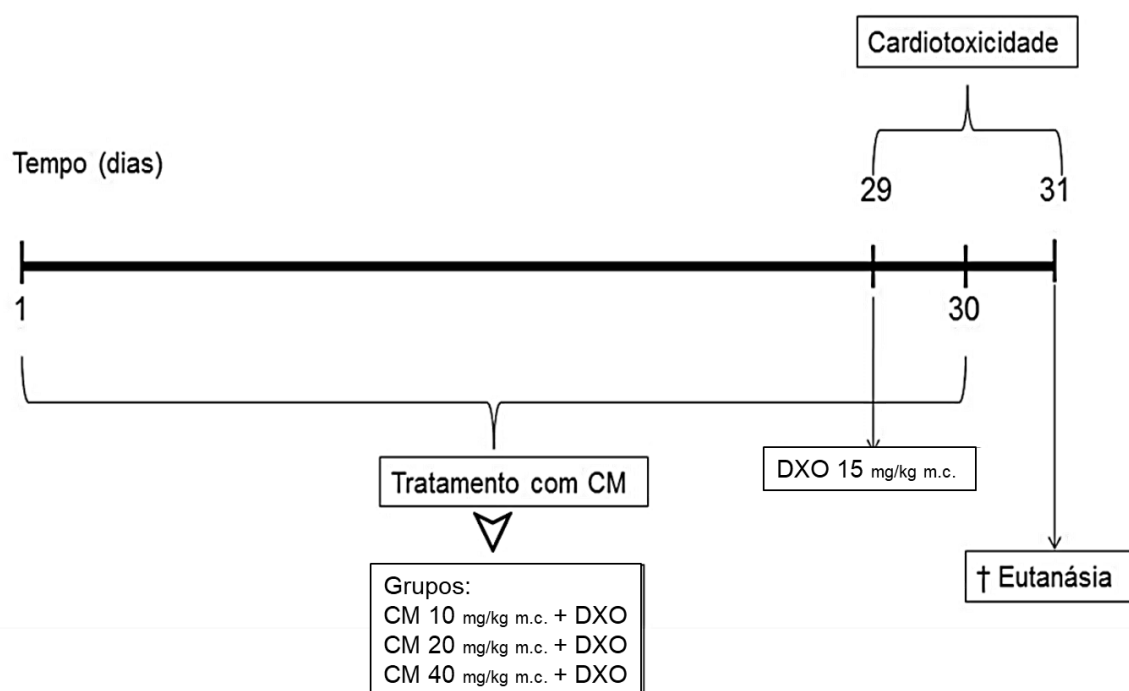 Cardiotoxicidade
Tempo (dias)
29
31
1
30
Tratamento com CM
DXO 15 mg/kg m.c.
† Eutanásia
Grupos:
CM 10 mg/kg m.c. + DXO
CM 20 mg/kg m.c. + DXO
CM 40 mg/kg m.c. + DXO